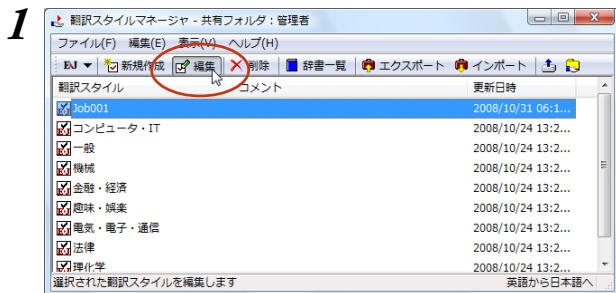 1
翻訳スタイルマネージャ - 共有フォルダ : 管理者
ファイル(F) 編集(E) 表示(V) ヘルプ(H)
EJ 新規作成 編集 削除 辞書一覧 エクスポート インポート
翻訳スタイル コメント 更新日時
Job001 2008/10/31 06:1...
コンピュータ・IT 2008/10/24 13:2...
一般 2008/10/24 13:2...
機械 2008/10/24 13:2...
金融・経済 2008/10/24 13:2...
趣味・娯楽 2008/10/24 13:2...
電気・電子・通信 2008/10/24 13:2...
法律 2008/10/24 13:2...
理化学 2008/10/24 13:2...
選択された翻訳スタイルを編集します 英語から日本語へ